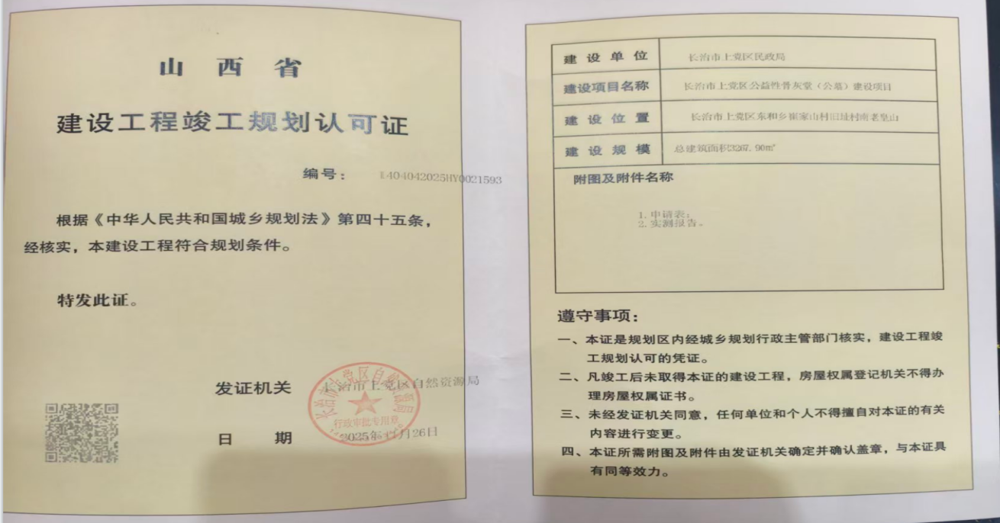 山西省
建设工程竣工规划认可证
编号： 1404042025HY0021593
根据《中华人民共和国城乡规划法》第四十五条，
经核实，本建设工程符合规划条件。
特发此证。
发证机关 长治市上党区自然资源局
行政审批专用章
日期 2025年11月26日
建设单位 长治市上党区民政局
建设项目名称 长治市上党区公益性骨灰堂（公墓）建设项目
建设位置 长治市上党区东和乡崔家山村旧址村南老皇山
建设规模 总建筑面积3267.90㎡
附图及附件名称
1.申请表；
2.实测报告。
遵守事项：
一、本证是规划区内经城乡规划行政主管部门核实，建设工程竣
工规划认可的凭证。
二、凡竣工后未取得本证的建设工程，房屋权属登记机关不得办
理房屋权属证书。
三、未经发证机关同意，任何单位和个人不得擅自对本证的有关
内容进行变更。
四、本证所需附图及附件由发证机关确定并确认盖章，与本证具
有同等效力。